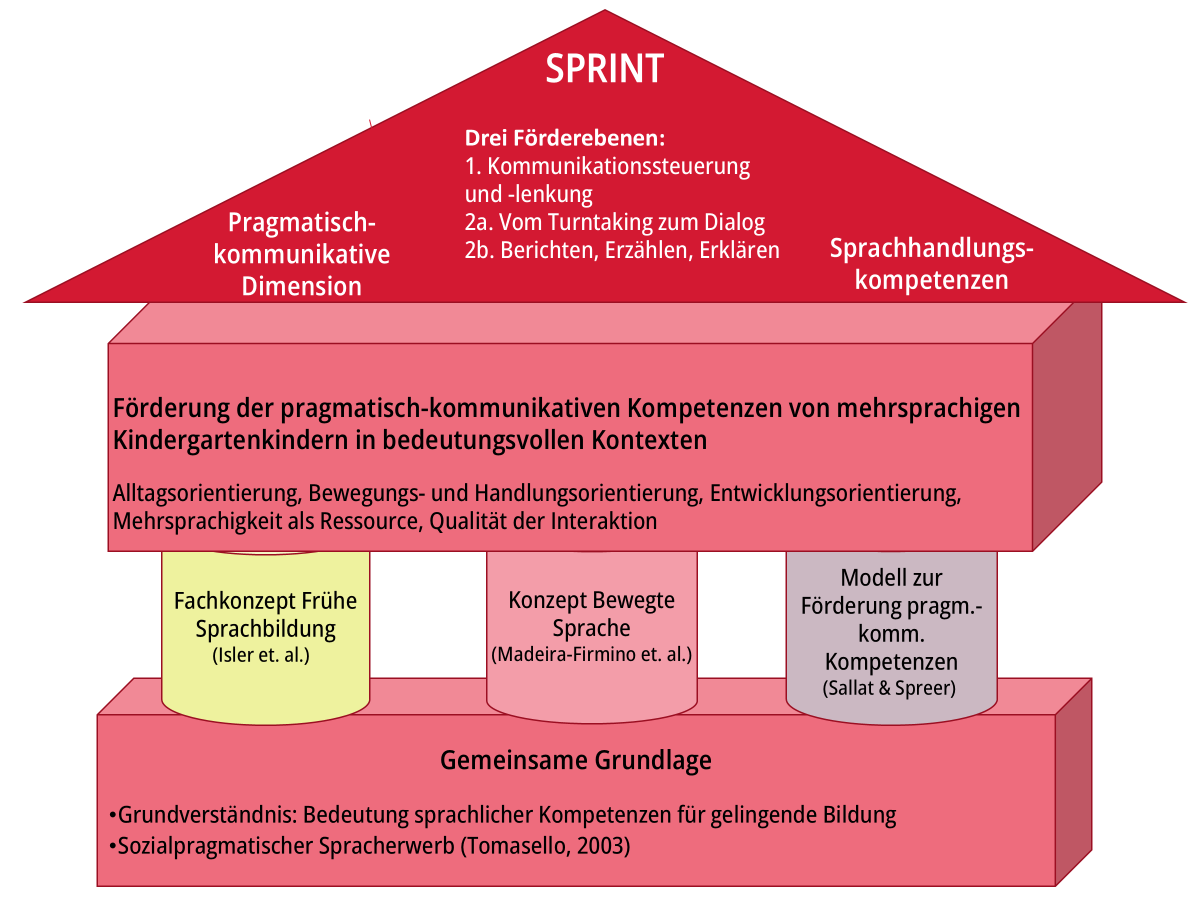 SPRINT
Drei Förderebenen:
1. Kommunikationssteuerung
und -lenkung
2a. Vom Turntaking zum Dialog
2b. Berichten, Erzählen, Erklären
Pragmatisch-
kommunikative
Dimension
Sprachhandlungs-
kompetenzen
Förderung der pragmatisch-kommunikativen Kompetenzen von mehrsprachigen
Kindergartenkindern in bedeutungsvollen Kontexten
Alltagsorientierung, Bewegungs- und Handlungsorientierung, Entwicklungsorientierung,
Mehrsprachigkeit als Ressource, Qualität der Interaktion
Fachkonzept Frühe
Sprachbildung
(Isler et. al.)
Konzept Bewegte
Sprache
(Madeira-Firmino et. al.)
Modell zur
Förderung pragm.-
komm.
Kompetenzen
(Sallat & Spreer)
Gemeinsame Grundlage
•Grundverständnis: Bedeutung sprachlicher Kompetenzen für gelingende Bildung
•Sozialpragmatischer Spracherwerb (Tomasello, 2003)